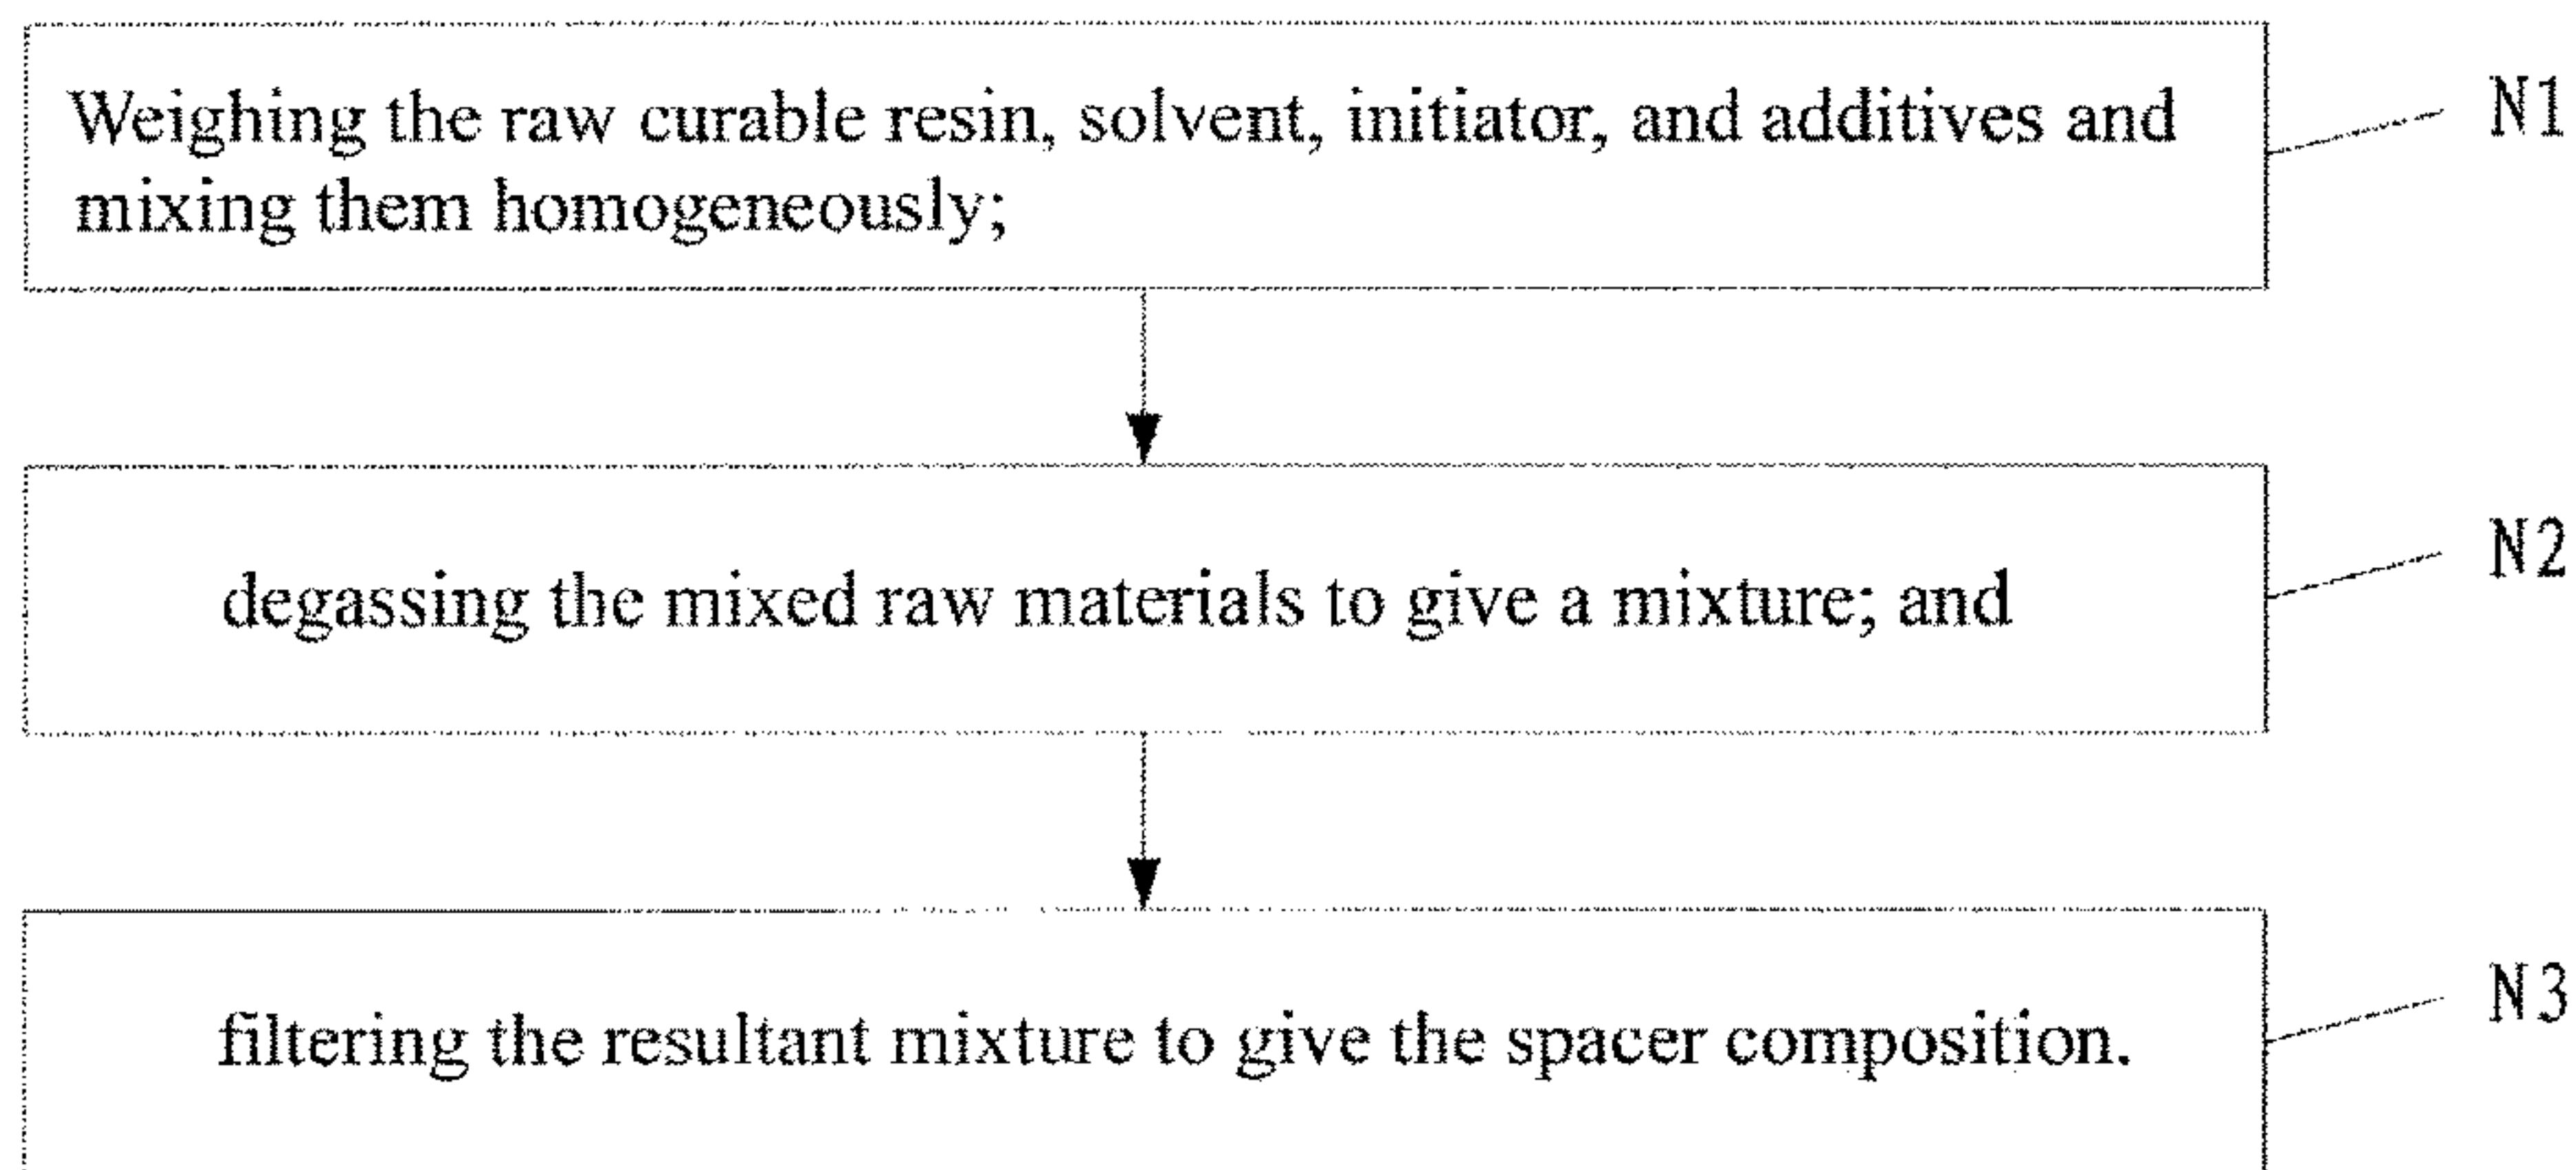 Weighing the raw curable resin, solvent, initiator, and additives and
mixing them homogeneously;
N1
degassing the mixed raw materials to give a mixture; and
N2
filtering the resultant mixture to give the spacer composition.
N3